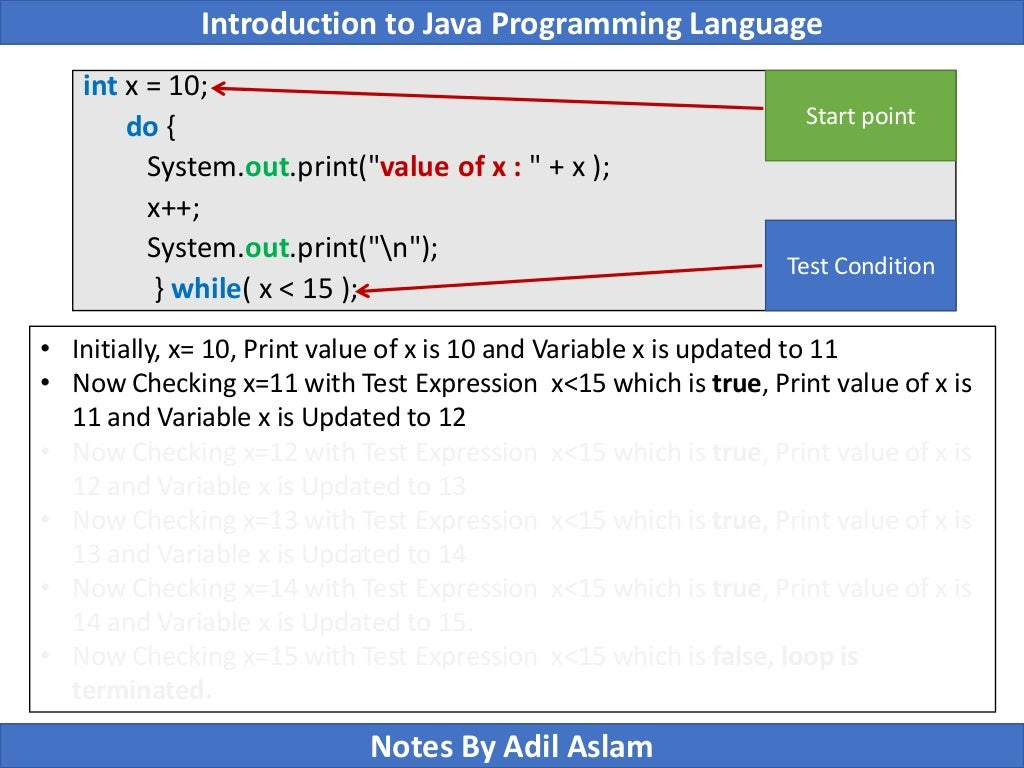 Introduction to Java Programming Language
int x = 10;
do {
System.out.print("value of x : " + x );
x++;
System.out.print("\n");
} while( x < 15 );
Start point
Test Condition
• Initially, x= 10, Print value of x is 10 and Variable x is updated to 11
• Now Checking x=11 with Test Expression  x<15 which is true, Print value of x is
11 and Variable x is Updated to 12
• Now Checking x=12 with Test Expression  x<15 which is true, Print value of x is
12 and Variable x is Updated to 13
• Now Checking x=13 with Test Expression  x<15 which is true, Print value of x is
13 and Variable x is Updated to 14
• Now Checking x=14 with Test Expression  x<15 which is true, Print value of x is
14 and Variable x is Updated to 15.
• Now Checking x=15 with Test Expression  x<15 which is false, loop is
terminated.
Notes By Adil Aslam